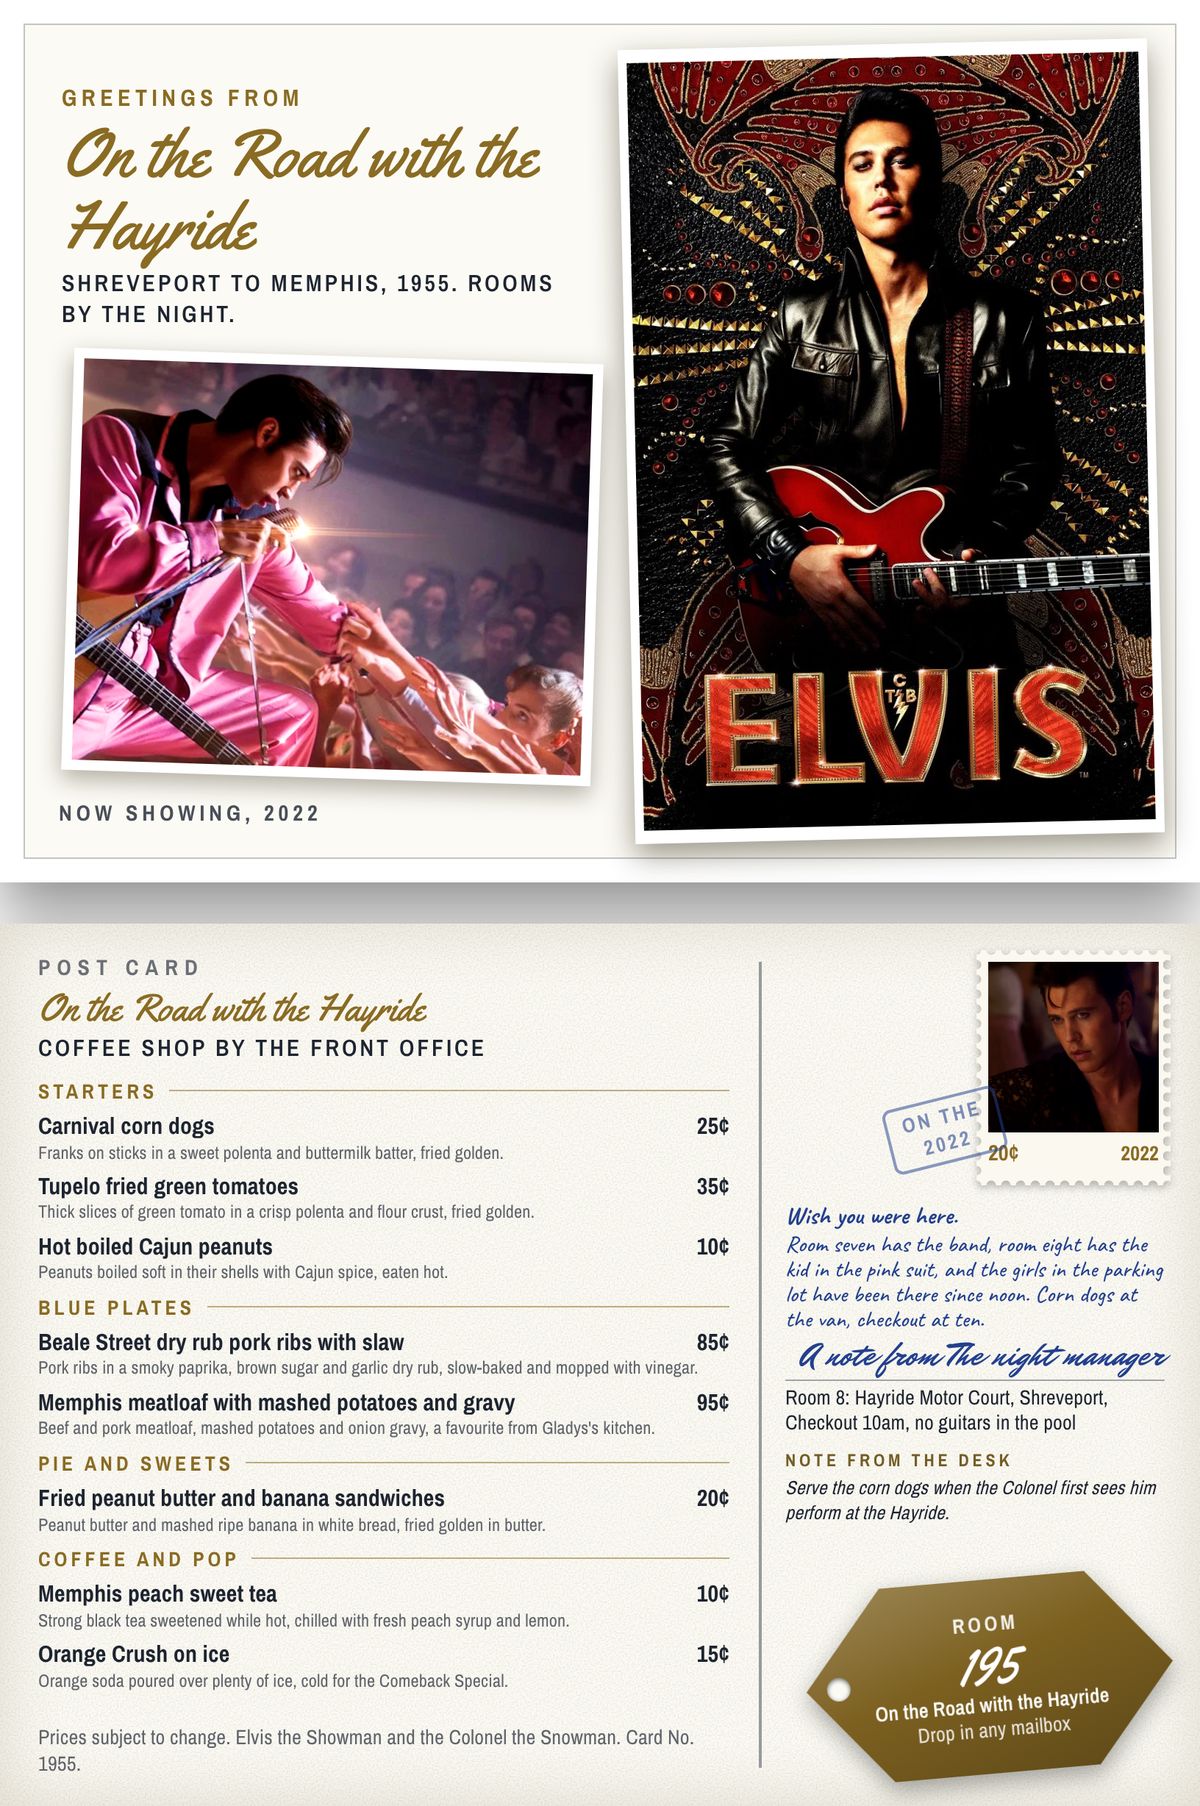 GREETINGS FROM
On the Road with the
Hayride
SHREVEPORT TO MEMPHIS, 1955. ROOMS
BY THE NIGHT.
C
TB
ELVIS
TM
NOW SHOWING, 2022
POST CARD
On the Road with the Hayride
COFFEE SHOP BY THE FRONT OFFICE
STARTERS
Carnival corn dogs 25¢
Franks on sticks in a sweet polenta and buttermilk batter, fried golden.
Tupelo fried green tomatoes 35¢
Thick slices of green tomato in a crisp polenta and flour crust, fried golden.
Hot boiled Cajun peanuts 10¢
Peanuts boiled soft in their shells with Cajun spice, eaten hot.
BLUE PLATES
Beale Street dry rub pork ribs with slaw 85¢
Pork ribs in a smoky paprika, brown sugar and garlic dry rub, slow-baked and mopped with vinegar.
Memphis meatloaf with mashed potatoes and gravy 95¢
Beef and pork meatloaf, mashed potatoes and onion gravy, a favourite from Gladys's kitchen.
PIE AND SWEETS
Fried peanut butter and banana sandwiches 20¢
Peanut butter and mashed ripe banana in white bread, fried golden in butter.
COFFEE AND POP
Memphis peach sweet tea 10¢
Strong black tea sweetened while hot, chilled with fresh peach syrup and lemon.
Orange Crush on ice 15¢
Orange soda poured over plenty of ice, cold for the Comeback Special.
Prices subject to change. Elvis the Showman and the Colonel the Snowman. Card No.
1955.
ON THE
2022
20¢ 2022
Wish you were here.
Room seven has the band, room eight has the
kid in the pink suit, and the girls in the parking
lot have been there since noon. Corn dogs at
the van, checkout at ten.
A note from The night manager
Room 8: Hayride Motor Court, Shreveport,
Checkout 10am, no guitars in the pool
NOTE FROM THE DESK
Serve the corn dogs when the Colonel first sees him
perform at the Hayride.
ROOM
195
On the Road with the Hayride
Drop in any mailbox